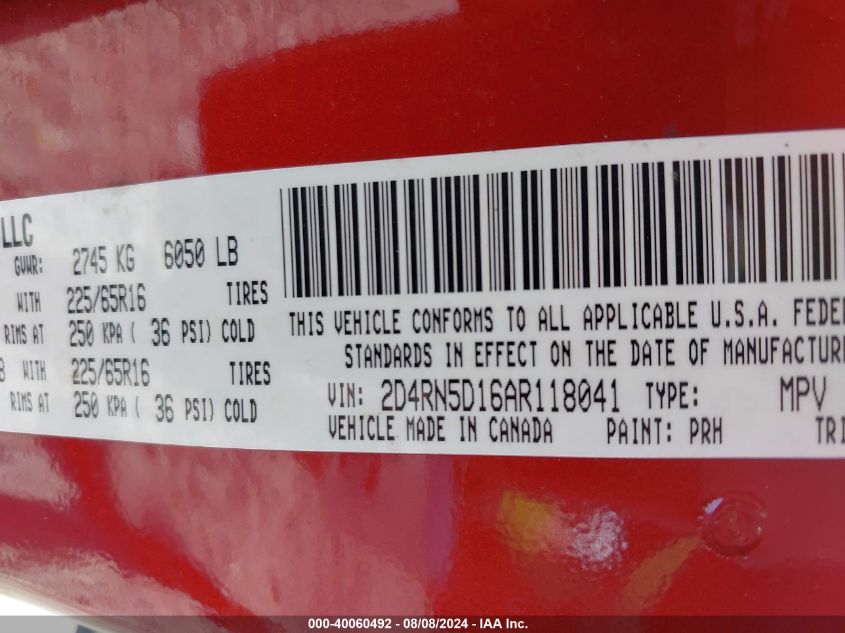 LLC
GVWR: 2745 KG 6050 LB
WITH 225/65R16 TIRES
RIMS AT 250 KPA ( 36 PSI) COLD
B WITH 225/65R16 TIRES
RIMS AT 250 KPA ( 36 PSI) COLD
THIS VEHICLE CONFORMS TO ALL APPLICABLE U.S.A. FEDER
STANDARDS IN EFFECT ON THE DATE OF MANUFACTUR
VIN: 2D4RN5D16AR118041 TYPE: MPV
VEHICLE MADE IN CANADA PAINT: PRH TRI
000-40060492 - 08/08/2024 - IAA Inc.